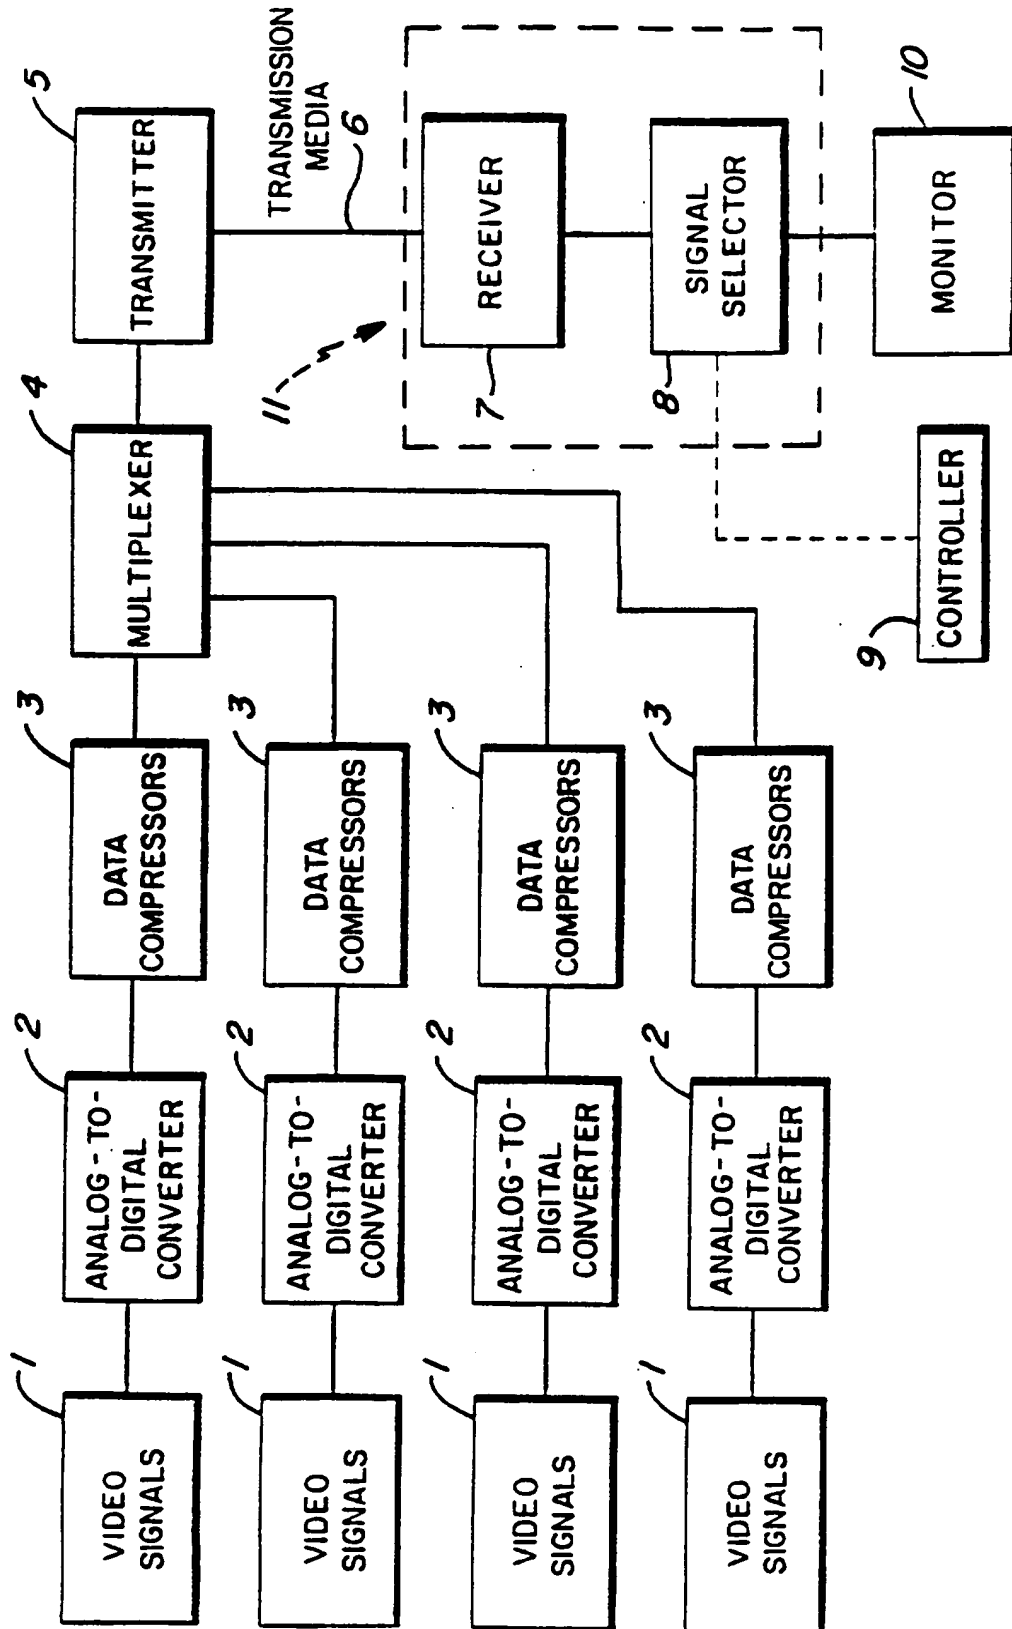 1
VIDEO
SIGNALS
2
ANALOG-TO-
DIGITAL
CONVERTER
3
DATA
COMPRESSORS
4
MULTIPLEXER
5
TRANSMITTER
1
VIDEO
SIGNALS
2
ANALOG-TO-
DIGITAL
CONVERTER
3
DATA
COMPRESSORS
TRANSMISSION
MEDIA
6
1
VIDEO
SIGNALS
2
ANALOG-TO-
DIGITAL
CONVERTER
3
DATA
COMPRESSORS
11
7
RECEIVER
1
VIDEO
SIGNALS
2
ANALOG-TO-
DIGITAL
CONVERTER
3
DATA
COMPRESSORS
8
SIGNAL
SELECTOR
9
CONTROLLER
10
MONITOR